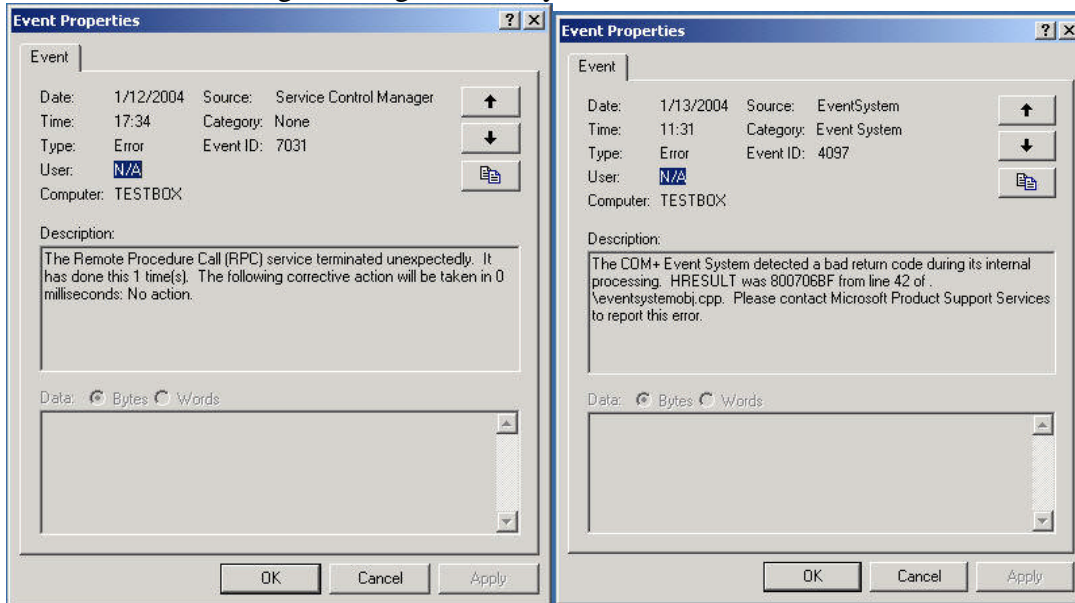 Event Properties
Event
Date: 1/12/2004 Source: Service Control Manager
Time: 17:34 Category: None
Type: Error Event ID: 7031
User: N/A
Computer: TESTBOX
Description:
The Remote Procedure Call (RPC) service terminated unexpectedly. It
has done this 1 time(s). The following corrective action will be taken in 0
milliseconds: No action.
Data: Bytes Words
OK Cancel Apply
Event Properties
Event
Date: 1/13/2004 Source: EventSystem
Time: 11:31 Category: Event System
Type: Error Event ID: 4097
User: N/A
Computer: TESTBOX
Description:
The COM+ Event System detected a bad return code during its internal
processing. HRESULT was 800706BF from line 42 of .
\eventsystemobj.cpp. Please contact Microsoft Product Support Services
to report this error.
Data: Bytes Words
OK Cancel Apply